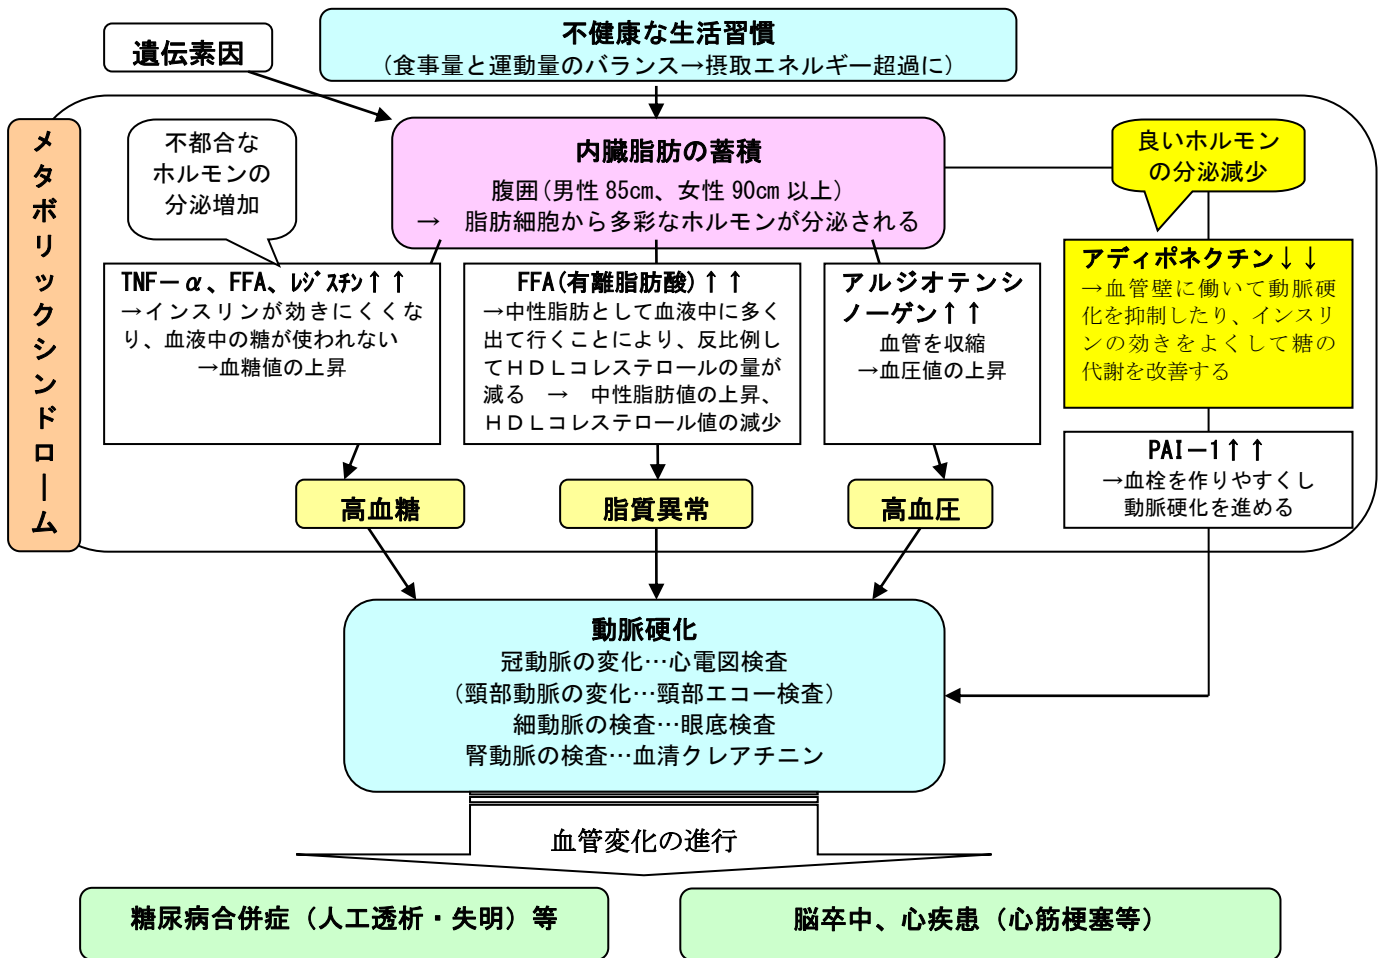 遺伝素因
不健康な生活習慣
(食事量と運動量のバランス→摂取エネルギー超過に)
メタボリックシンドローム
不都合な
ホルモンの
分泌増加
内臓脂肪の蓄積
腹囲(男性85cm、女性90cm以上)
→ 脂肪細胞から多彩なホルモンが分泌される
良いホルモン
の分泌減少
TNF－α、FFA、ﾚｼﾞｽﾁﾝ↑↑
→インスリンが効きにくくな
り、血液中の糖が使われない
→血糖値の上昇
FFA(有離脂肪酸)↑↑
→中性脂肪として血液中に多く
出て行くことにより、反比例し
てＨＤＬコレステロールの量が
減る → 中性脂肪値の上昇、
ＨＤＬコレステロール値の減少
アルジオテンシ
ノーゲン↑↑
血管を収縮
→血圧値の上昇
アディポネクチン↓↓
→血管壁に働いて動脈硬
化を抑制したり、インスリ
ンの効きをよくして糖の
代謝を改善する
PAI－1↑↑
→血栓を作りやすくし
動脈硬化を進める
高血糖
脂質異常
高血圧
動脈硬化
冠動脈の変化…心電図検査
(頸部動脈の変化…頸部エコー検査)
細動脈の検査…眼底検査
腎動脈の検査…血清クレアチニン
血管変化の進行
糖尿病合併症（人工透析・失明）等
脳卒中、心疾患（心筋梗塞等）